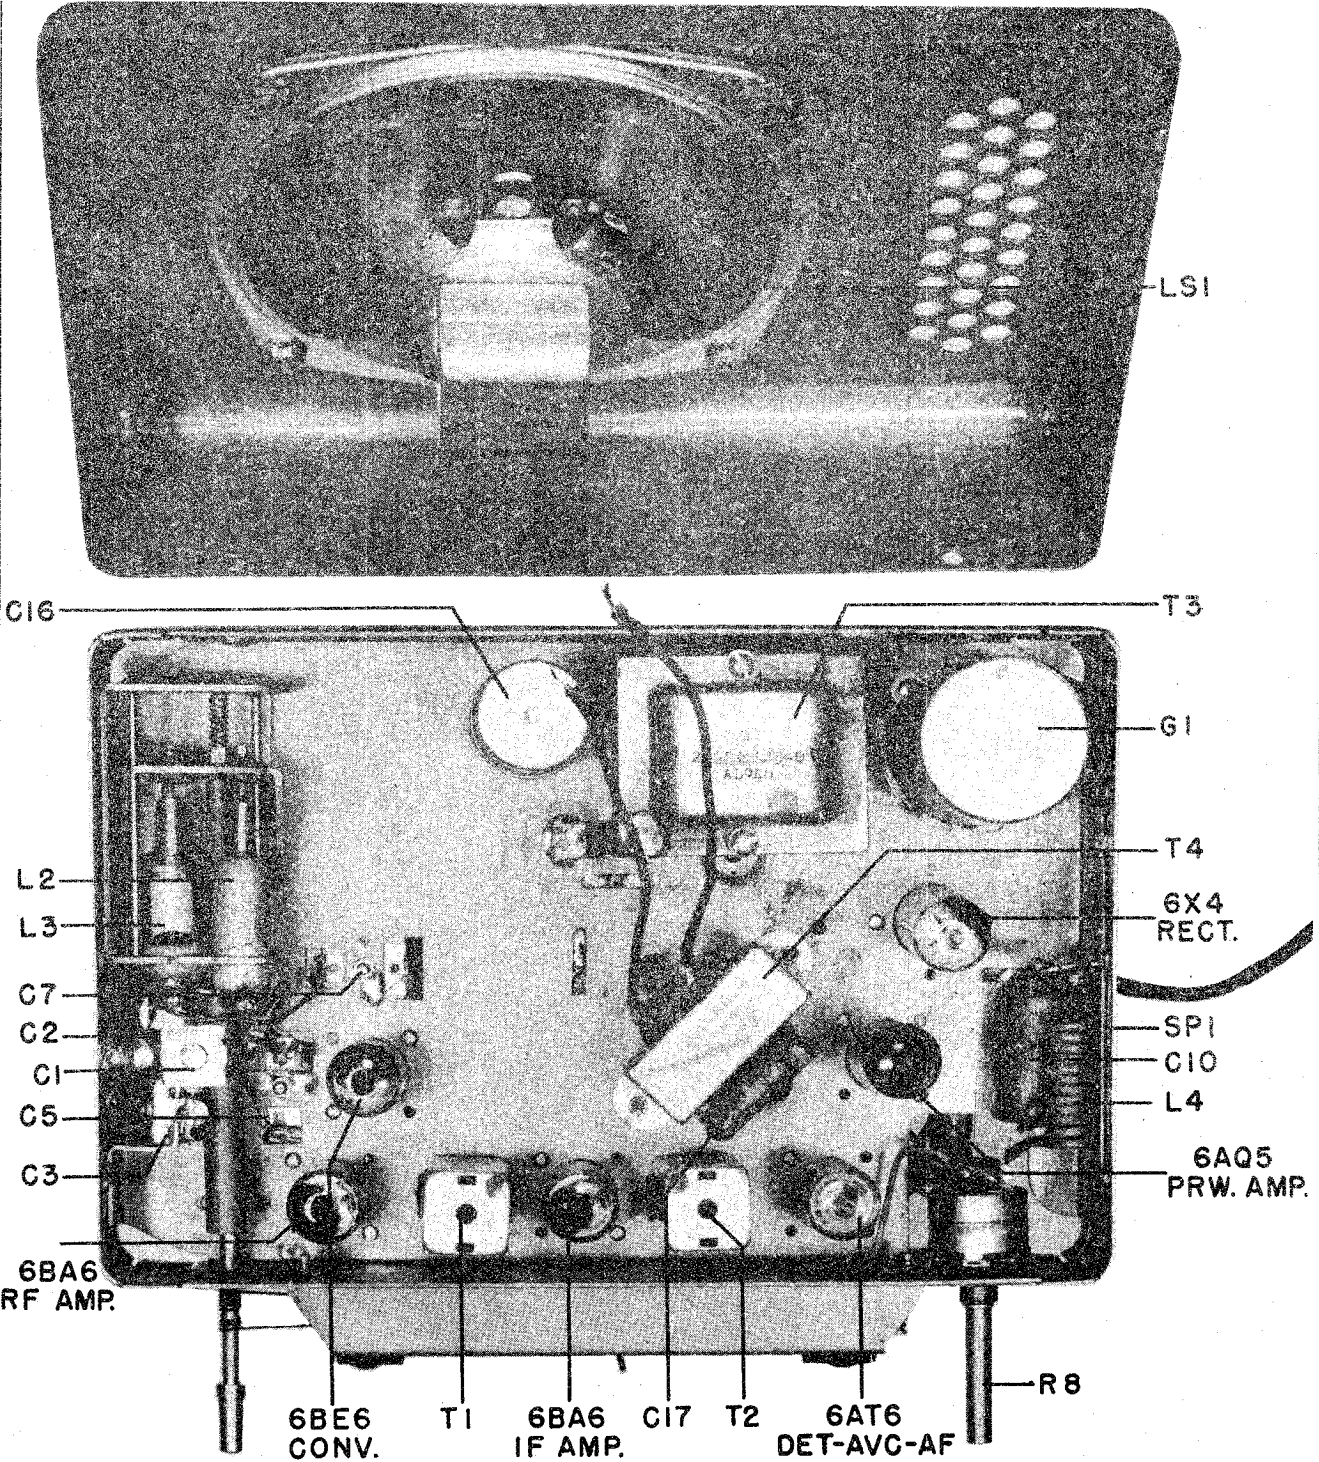 LS1
C16
T3
G1
T4
L2
6X4
RECT.
L3
C7
C2
SP1
C1
C10
C5
L4
C3
6AQ5
PRW. AMP.
6BA6
RF AMP.
R8
6BE6
CONV.
T1
6BA6
IF AMP.
C17
T2
6AT6
DET-AVC-AF